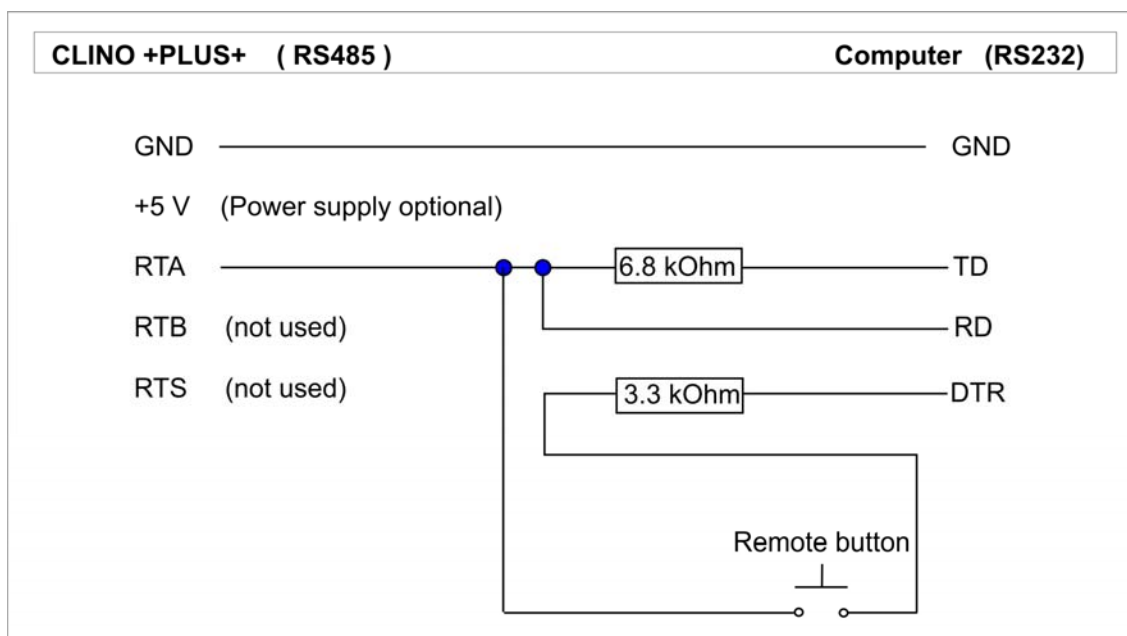 CLINO +PLUS+ ( RS485 ) Computer (RS232)
GND GND
+5 V (Power supply optional)
RTA 6.8 kOhm TD
RTB (not used) RD
RTS (not used) 3.3 kOhm DTR
Remote button